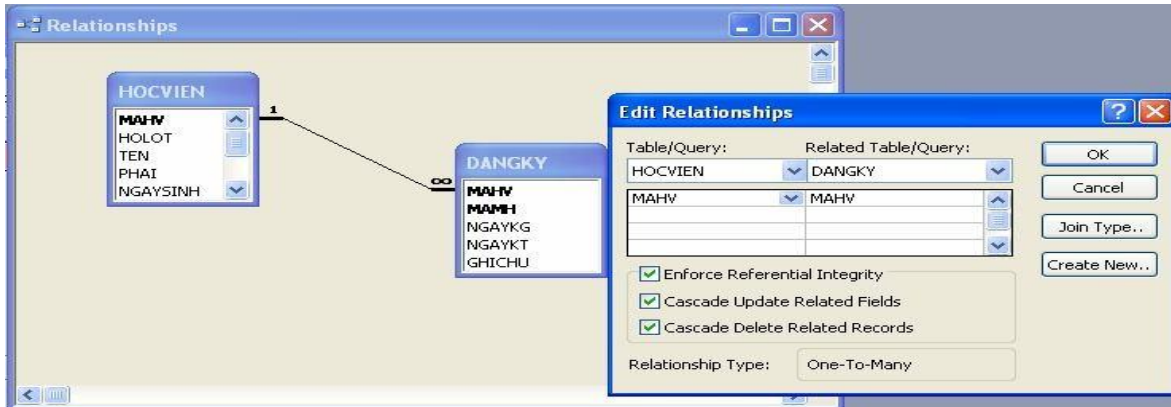 Relationships
HOCVIEN
MAHV
HOLOT
TEN
PHAI
NGAYSINH
1
∞
DANGKY
MAHV
MAMH
NGAYKG
NGAYKT
GHICHU
Edit Relationships
Table/Query: Related Table/Query:
HOCVIEN DANGKY
MAHV MAHV
Enforce Referential Integrity
Cascade Update Related Fields
Cascade Delete Related Records
Relationship Type: One-To-Many
OK
Cancel
Join Type..
Create New..